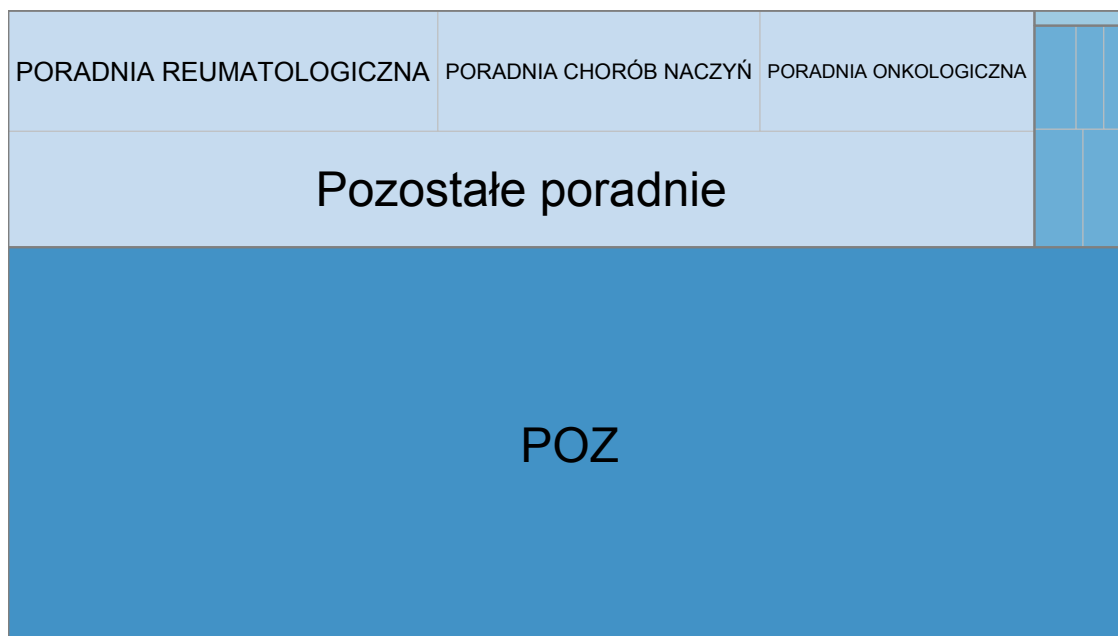 PORADNIA REUMATOLOGICZNA
PORADNIA CHORÓB NACZYŃ
PORADNIA ONKOLOGICZNA
Pozostałe poradnie
POZ